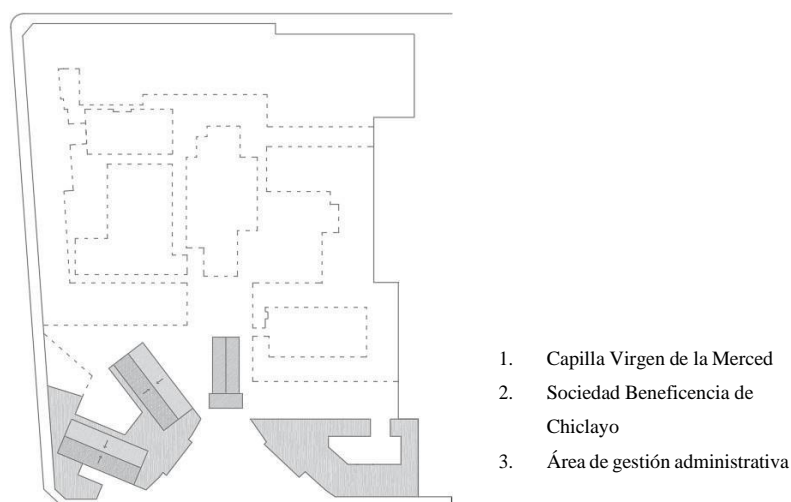 1. Capilla Virgen de la Merced
2. Sociedad Beneficencia de
Chiclayo
3. Área de gestión administrativa